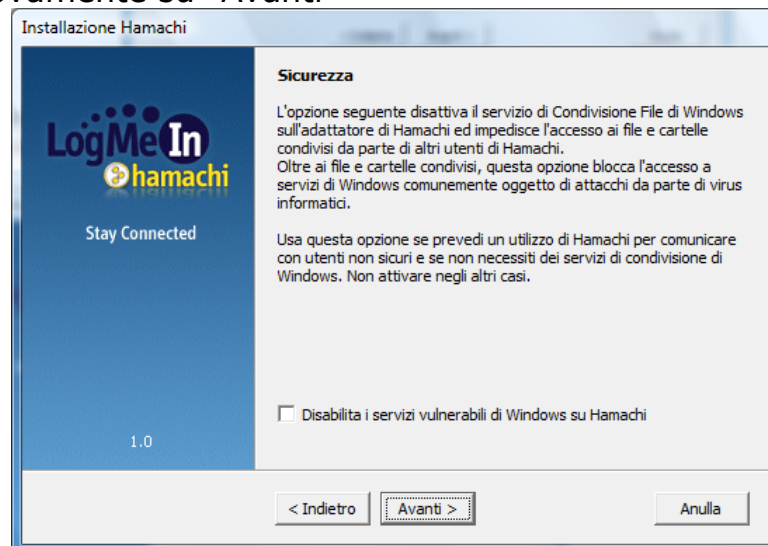 ovamente su "Avanti"
Installazione Hamachi
Sicurezza
L'opzione seguente disattiva il servizio di Condivisione File di Windows
sull'adattatore di Hamachi ed impedisce l'accesso ai file e cartelle
condivisi da parte di altri utenti di Hamachi.
Oltre ai file e cartelle condivisi, questa opzione blocca l'accesso a
servizi di Windows comunemente oggetto di attacchi da parte di virus
informatici.
Usa questa opzione se prevedi un utilizzo di Hamachi per comunicare
con utenti non sicuri e se non necessiti dei servizi di condivisione di
Windows. Non attivare negli altri casi.
LogMeIn
hamachi
Stay Connected
1.0
Disabilita i servizi vulnerabili di Windows su Hamachi
< Indietro
Avanti >
Anulla